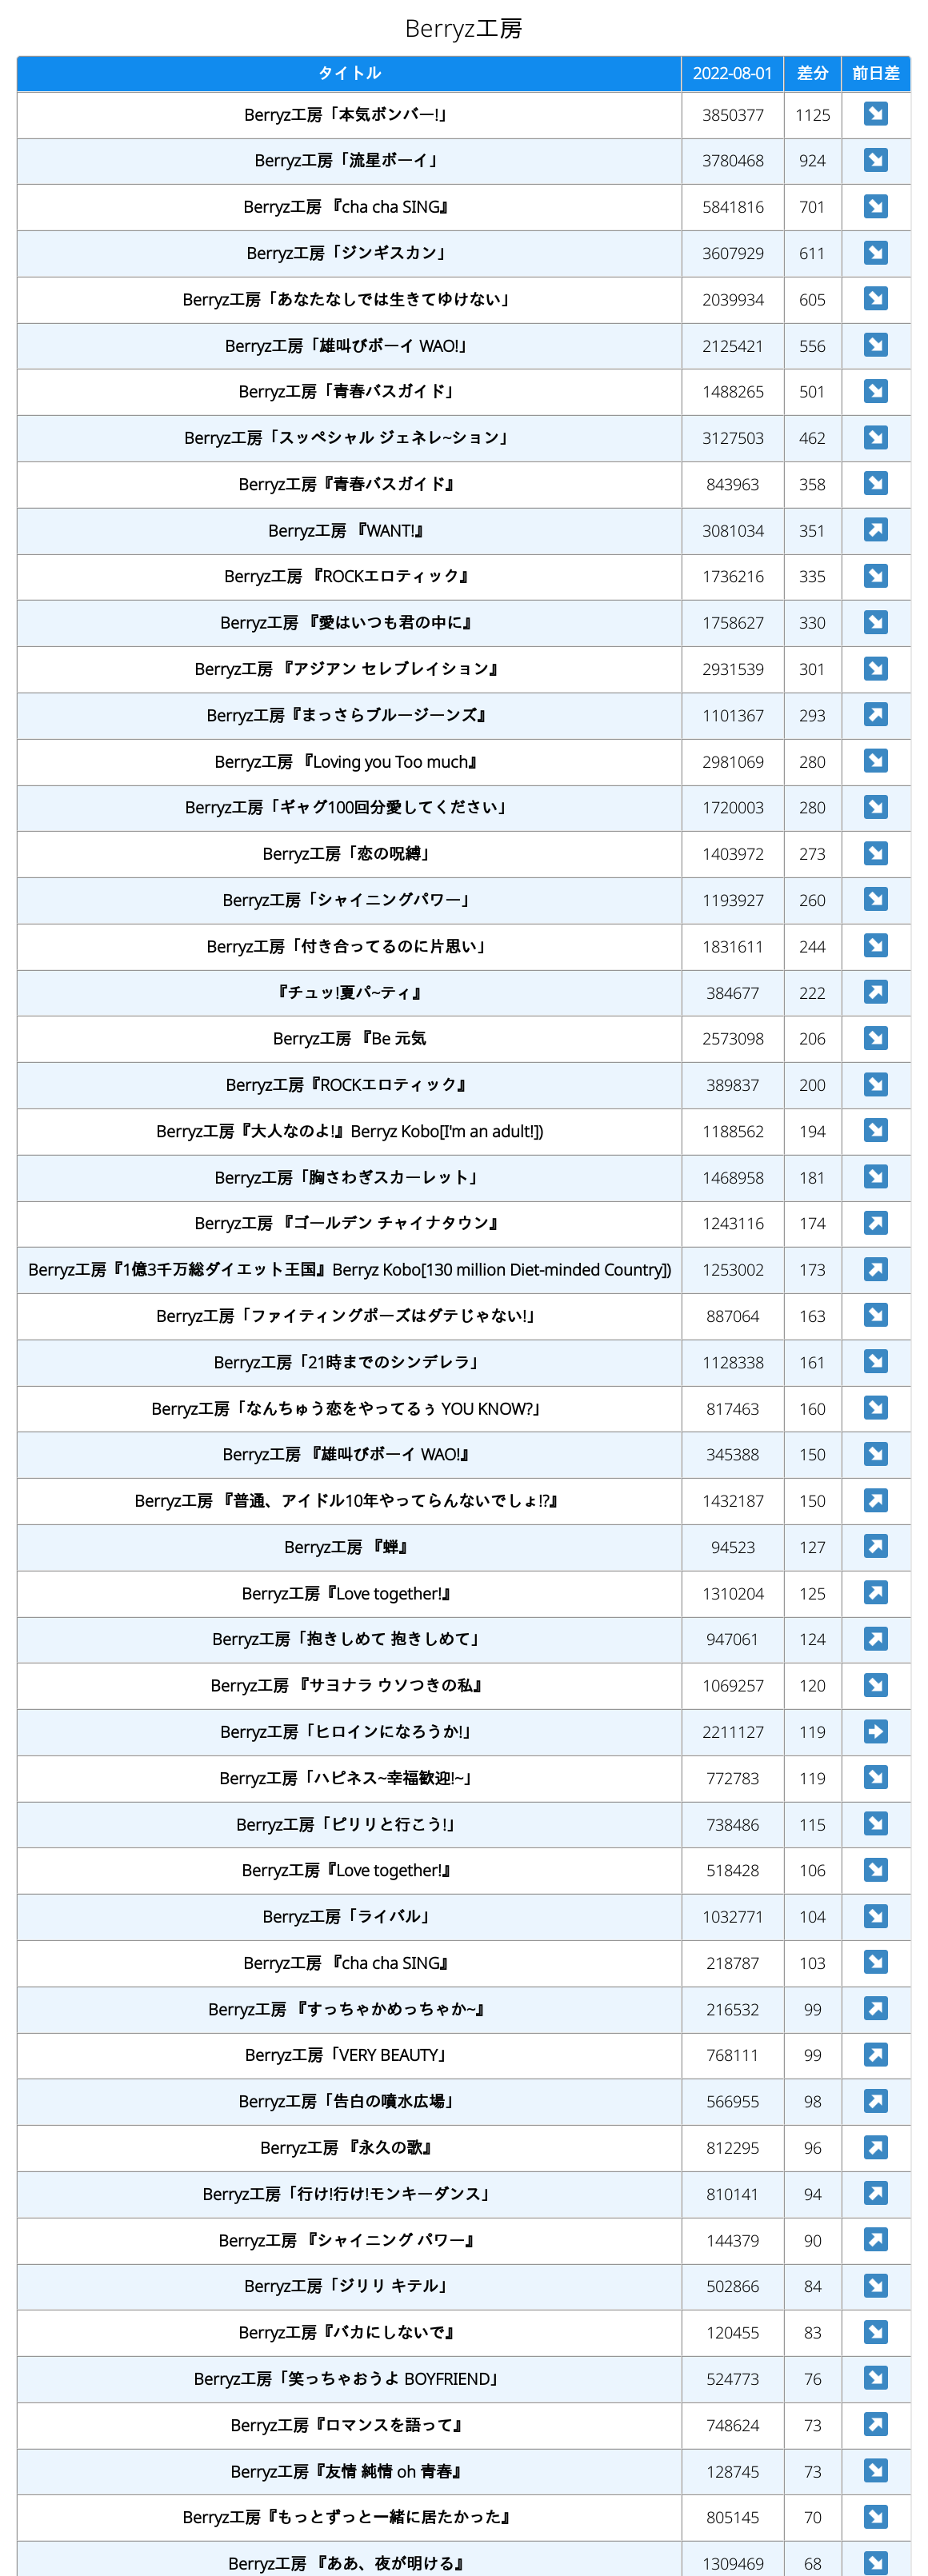 Berryz工房
タイトル 2022-08-01 差分 前日差
Berryz工房「本気ボンバー!」 3850377 1125
Berryz工房「流星ボーイ」 3780468 924
Berryz工房 『cha cha SING』 5841816 701
Berryz工房「ジンギスカン」 3607929 611
Berryz工房「あなたなしでは生きてゆけない」 2039934 605
Berryz工房「雄叫びボーイ WAO!」 2125421 556
Berryz工房「青春バスガイド」 1488265 501
Berryz工房「スッペシャル ジェネレ~ション」 3127503 462
Berryz工房『青春バスガイド』 843963 358
Berryz工房 『WANT!』 3081034 351
Berryz工房 『ROCKエロティック』 1736216 335
Berryz工房 『愛はいつも君の中に』 1758627 330
Berryz工房 『アジアン セレブレイション』 2931539 301
Berryz工房『まっさらブルージーンズ』 1101367 293
Berryz工房 『Loving you Too much』 2981069 280
Berryz工房「ギャグ100回分愛してください」 1720003 280
Berryz工房「恋の呪縛」 1403972 273
Berryz工房「シャイニングパワー」 1193927 260
Berryz工房「付き合ってるのに片思い」 1831611 244
『チュッ!夏パ~ティ』 384677 222
Berryz工房 『Be 元気 2573098 206
Berryz工房『ROCKエロティック』 389837 200
Berryz工房『大人なのよ!』Berryz Kobo[I'm an adult!]) 1188562 194
Berryz工房「胸さわぎスカーレット」 1468958 181
Berryz工房 『ゴールデン チャイナタウン』 1243116 174
Berryz工房『1億3千万総ダイエット王国』Berryz Kobo[130 million Diet-minded Country]) 1253002 173
Berryz工房「ファイティングポーズはダテじゃない!」 887064 163
Berryz工房「21時までのシンデレラ」 1128338 161
Berryz工房「なんちゅう恋をやってるぅ YOU KNOW?」 817463 160
Berryz工房 『雄叫びボーイ WAO!』 345388 150
Berryz工房 『普通、アイドル10年やってらんないでしょ!?』 1432187 150
Berryz工房 『蝉』 94523 127
Berryz工房『Love together!』 1310204 125
Berryz工房「抱きしめて 抱きしめて」 947061 124
Berryz工房 『サヨナラ ウソつきの私』 1069257 120
Berryz工房「ヒロインになろうか!」 2211127 119
Berryz工房「ハピネス~幸福歓迎!~」 772783 119
Berryz工房「ピリリと行こう!」 738486 115
Berryz工房『Love together!』 518428 106
Berryz工房「ライバル」 1032771 104
Berryz工房 『cha cha SING』 218787 103
Berryz工房 『すっちゃかめっちゃか~』 216532 99
Berryz工房「VERY BEAUTY」 768111 99
Berryz工房「告白の噴水広場」 566955 98
Berryz工房 『永久の歌』 812295 96
Berryz工房「行け!行け!モンキーダンス」 810141 94
Berryz工房 『シャイニング パワー』 144379 90
Berryz工房「ジリリ キテル」 502866 84
Berryz工房『バカにしないで』 120455 83
Berryz工房「笑っちゃおうよ BOYFRIEND」 524773 76
Berryz工房『ロマンスを語って』 748624 73
Berryz工房『友情 純情 oh 青春』 128745 73
Berryz工房『もっとずっと一緒に居たかった』 805145 70
Berryz工房 『ああ、夜が明ける』 1309469 68